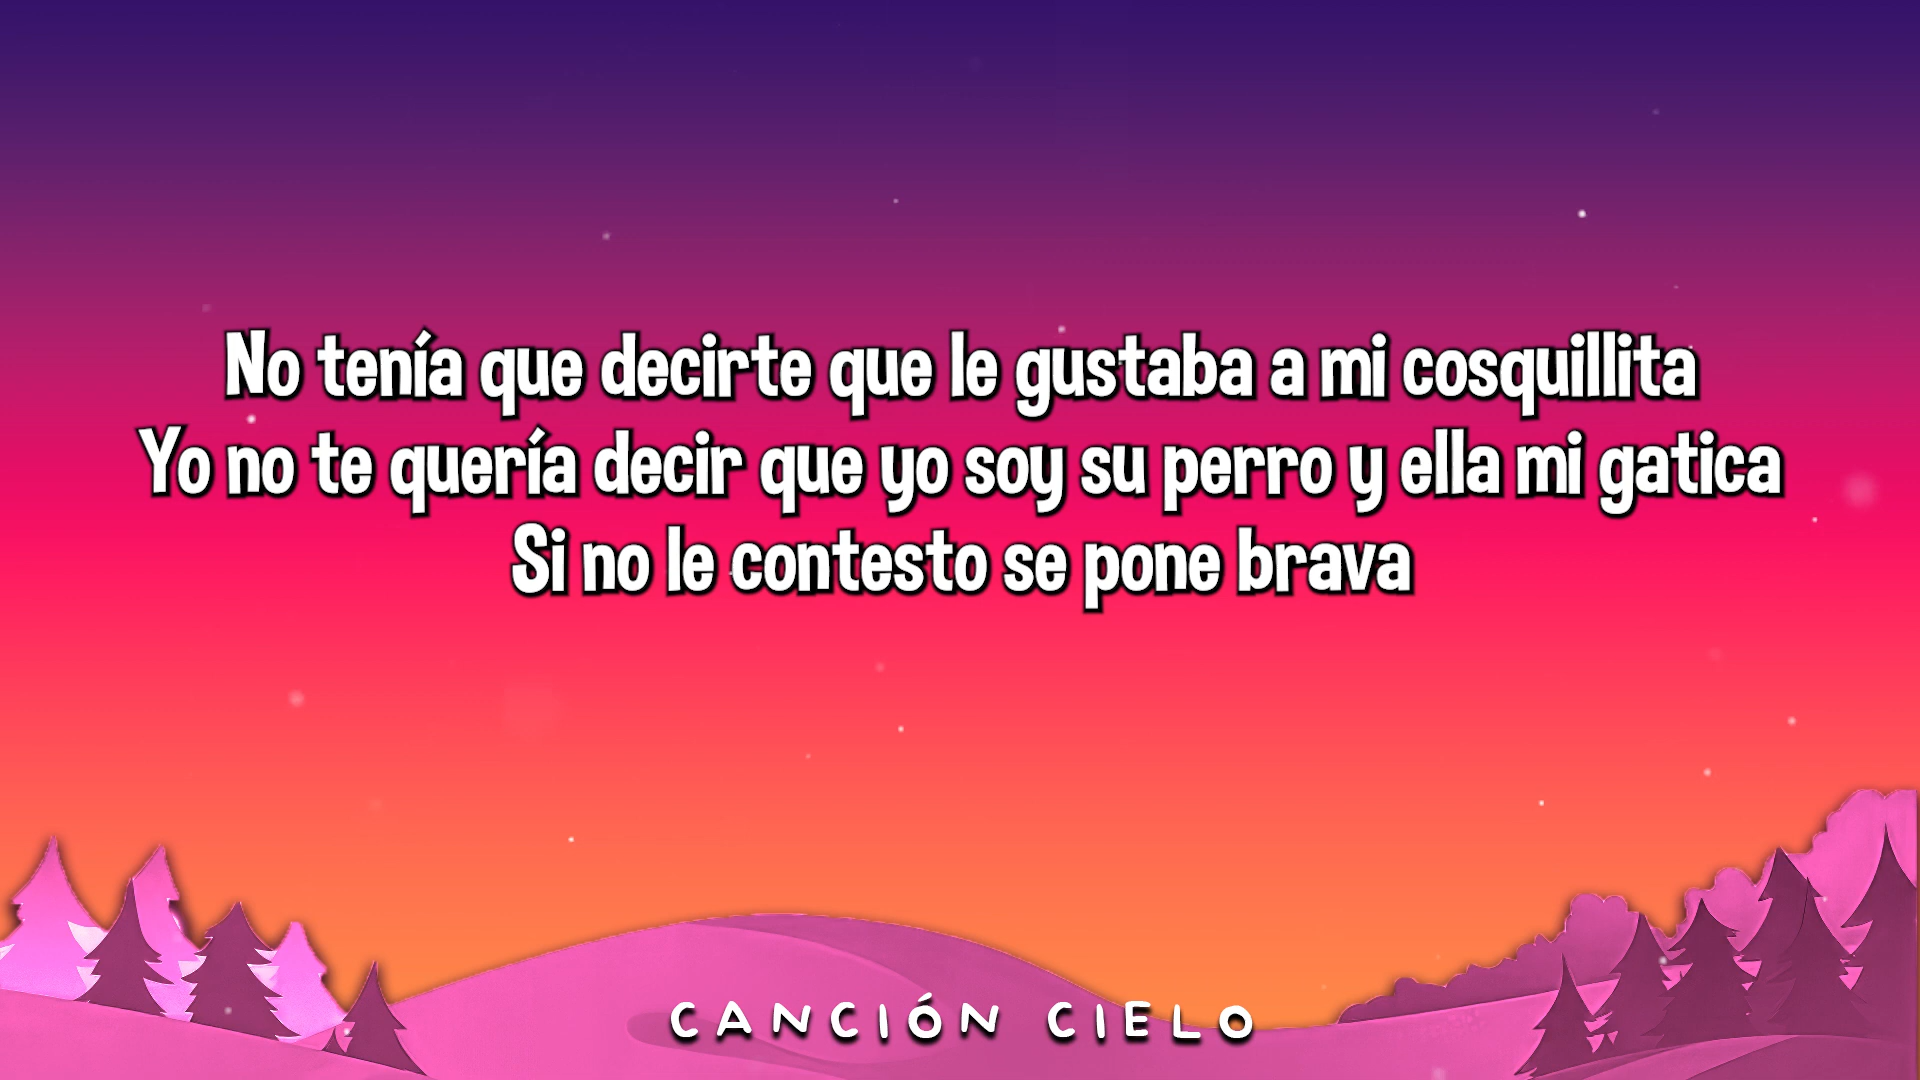 No tenía que decirte que le gustaba a mi cosquillita
Yo no te quería decir que yo soy su perro y ella mi gatica
Si no le contesto se pone brava
CANCIÓN CIELO